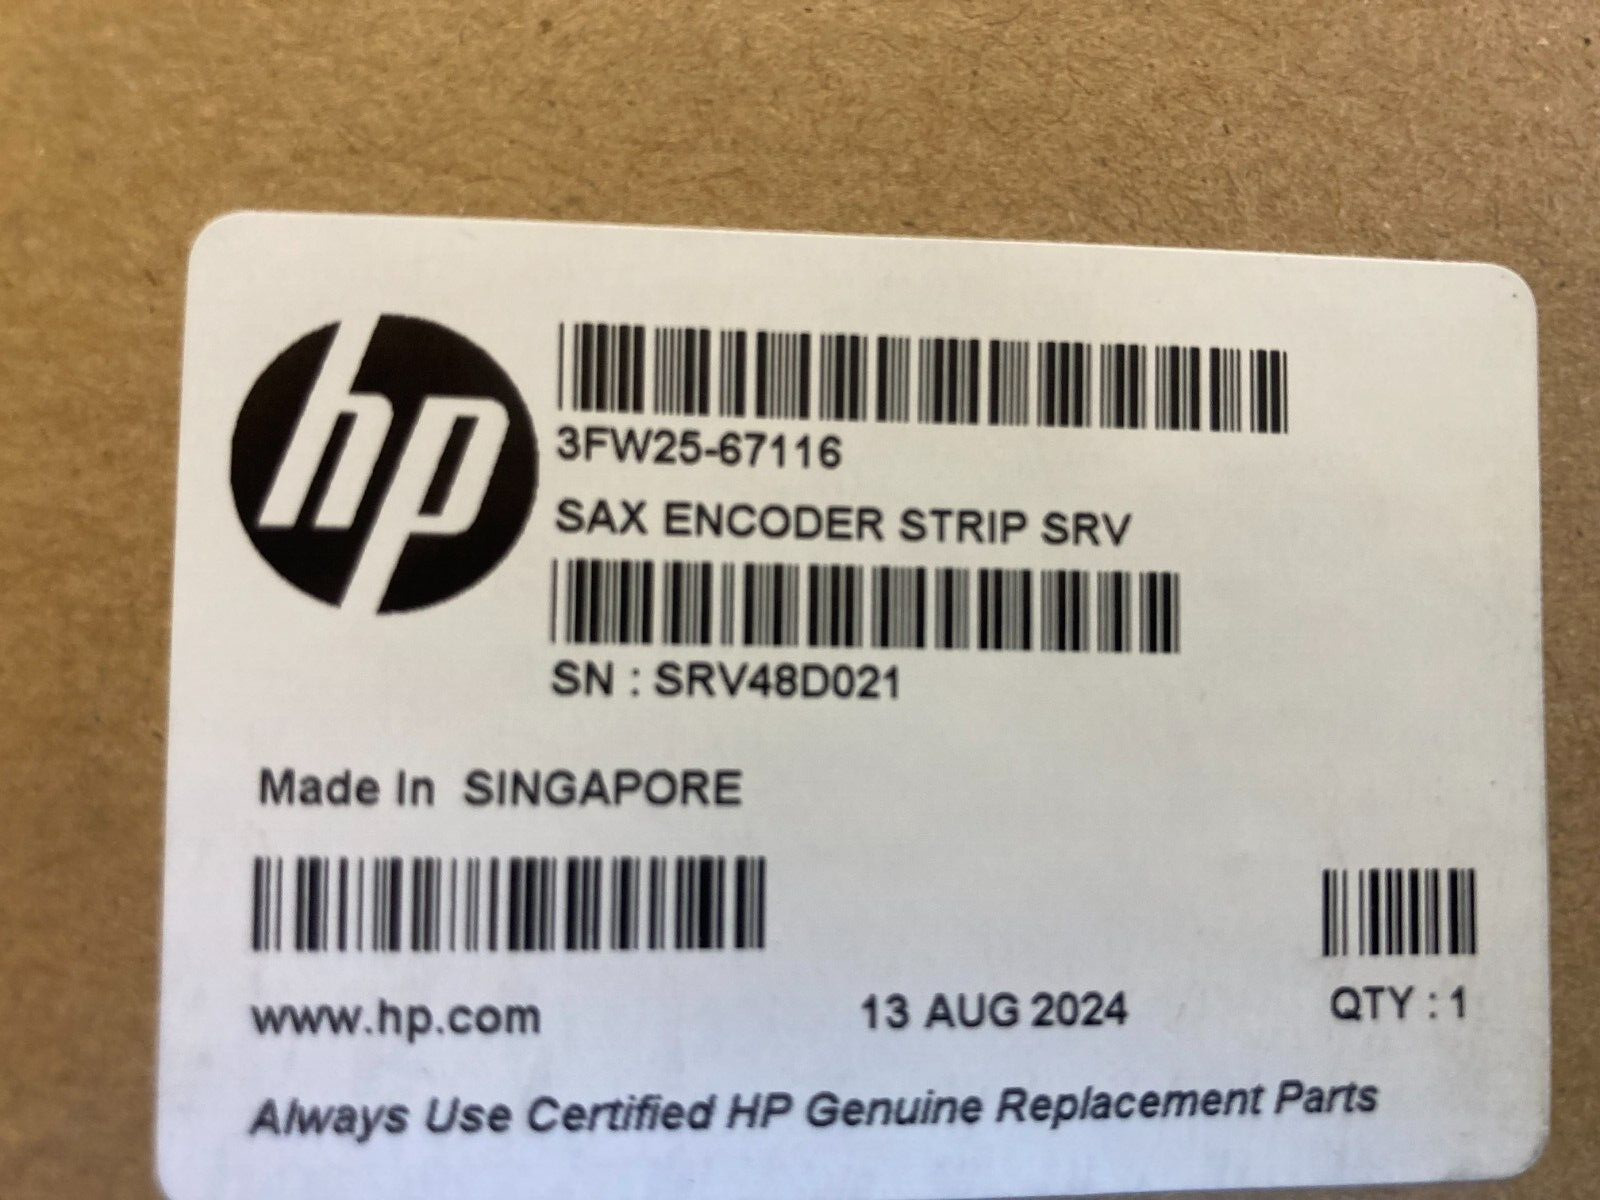 hp
3FW25-67116
SAX ENCODER STRIP SRV
SN : SRV48D021
Made In SINGAPORE
www.hp.com
13 AUG 2024
QTY : 1
Always Use Certified HP Genuine Replacement Parts